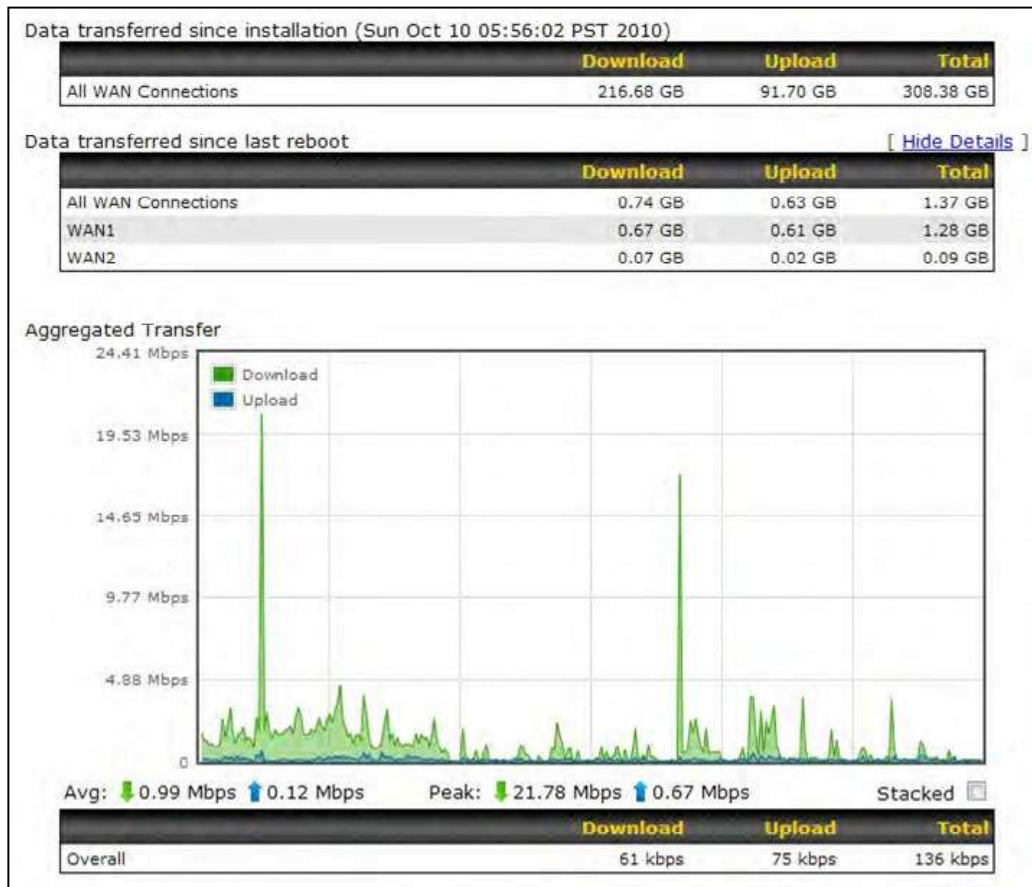 Data transferred since installation (Sun Oct 10 05:56:02 PST 2010)
Download Upload Total
All WAN Connections 216.68 GB 91.70 GB 308.38 GB
Data transferred since last reboot [ Hide Details ]
Download Upload Total
All WAN Connections 0.74 GB 0.63 GB 1.37 GB
WAN1 0.67 GB 0.61 GB 1.28 GB
WAN2 0.07 GB 0.02 GB 0.09 GB
Aggregated Transfer
24.41 Mbps
Download
Upload
19.53 Mbps
14.65 Mbps
9.77 Mbps
4.88 Mbps
0
Avg: 0.99 Mbps 0.12 Mbps Peak: 21.78 Mbps 0.67 Mbps Stacked
Download Upload Total
Overall 61 kbps 75 kbps 136 kbps